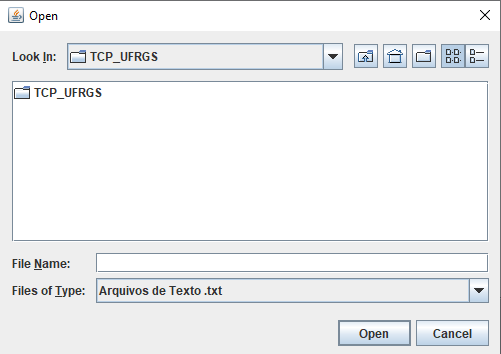 Open
Look In: TCP_UFRGS
TCP_UFRGS
File Name:
Files of Type: Arquivos de Texto .txt
Open Cancel